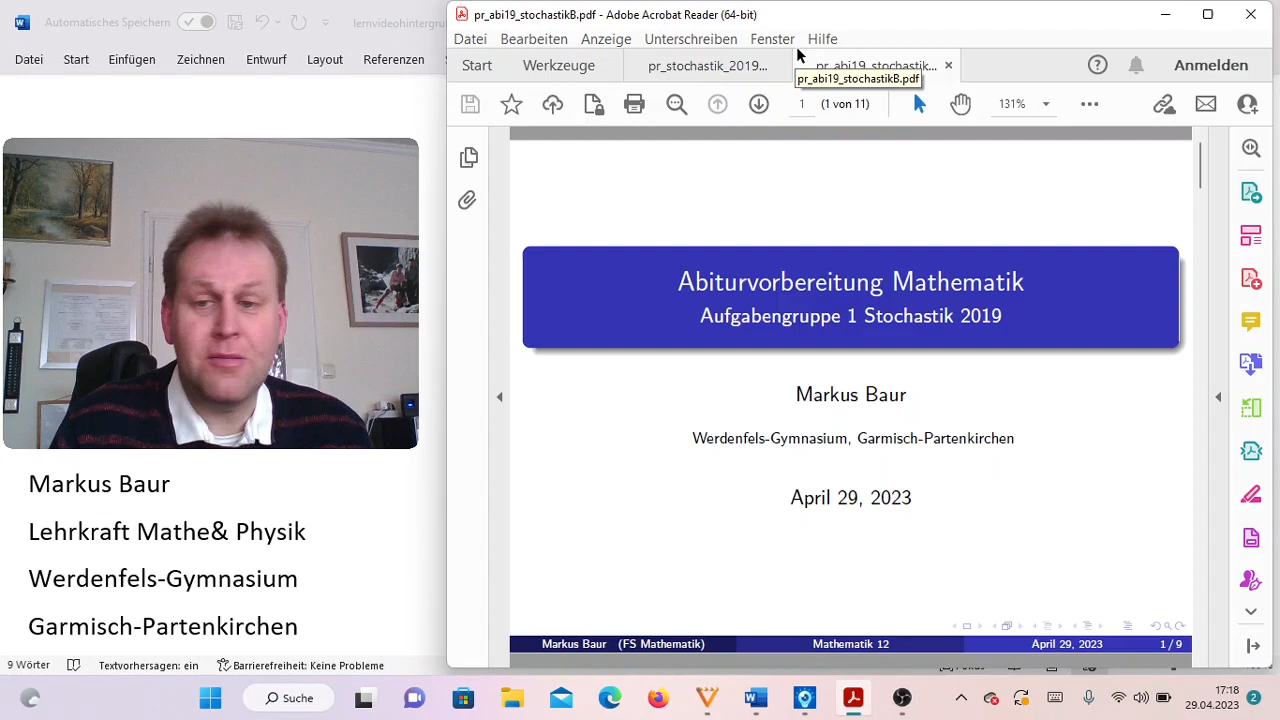 Automatisches Speichern
lernvideohintergr
Datei Start Einfügen Zeichnen Entwurf Layout Referenzen
Markus Baur
Lehrkraft Mathe& Physik
Werdenfels-Gymnasium
Garmisch-Partenkirchen
9 Wörter Textvorhersagen: ein Barrierefreiheit: Keine Probleme
pr_abi19_stochastikB.pdf - Adobe Acrobat Reader (64-bit)
Datei Bearbeiten Anzeige Unterschreiben Fenster Hilfe
Start Werkzeuge pr_stochastik_2019... pr_abi19_stochastik... Anmelden
pr_abi19_stochastikB.pdf
1 (1 von 11) 131%
Abiturvorbereitung Mathematik
Aufgabengruppe 1 Stochastik 2019
Markus Baur
Werdenfels-Gymnasium, Garmisch-Partenkirchen
April 29, 2023
Markus Baur (FS Mathematik) Mathematik 12 April 29, 2023 1 / 9
Suche
17:18
29.04.2023
2